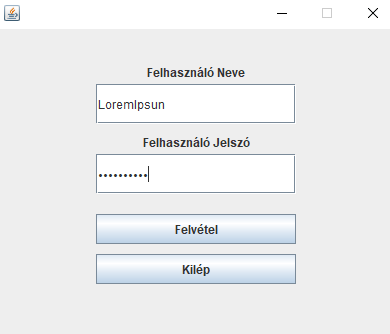 Felhasználó Neve
LoremIpsun
Felhasználó Jelszó
••••••••••
Felvétel
Kilép